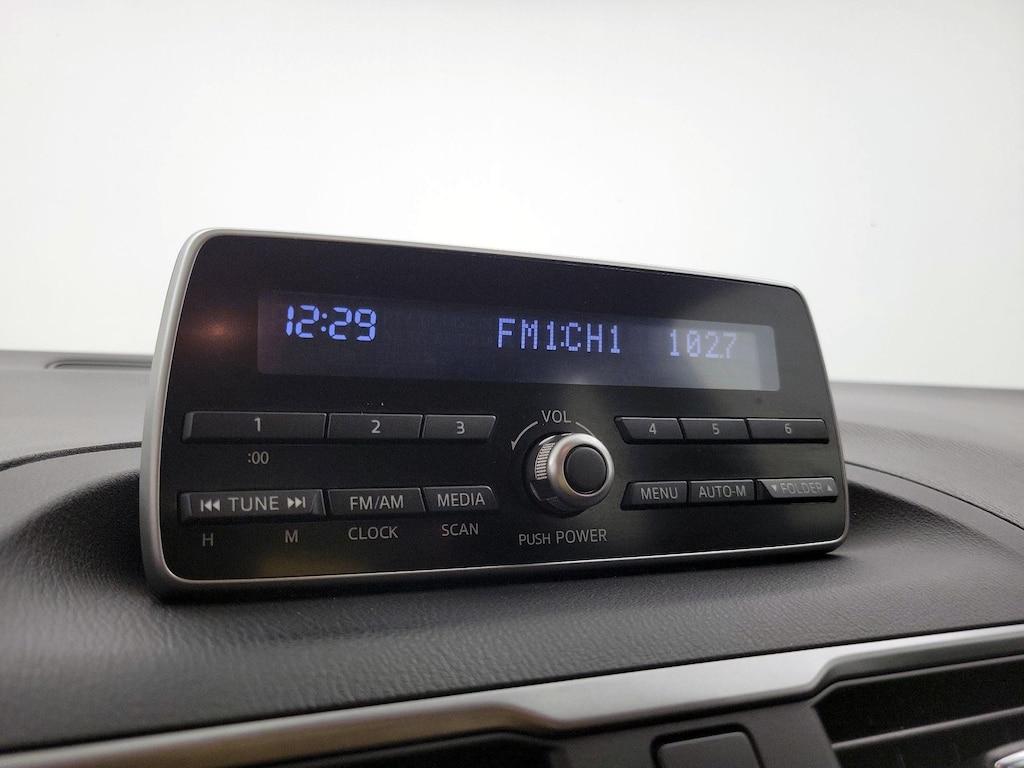 12:29 FM1:CH1 102.7
VOL
1 2 3 4 5 6
:00
TUNE FM/AM MEDIA MENU AUTO-M FOLDER
H M CLOCK SCAN PUSH POWER